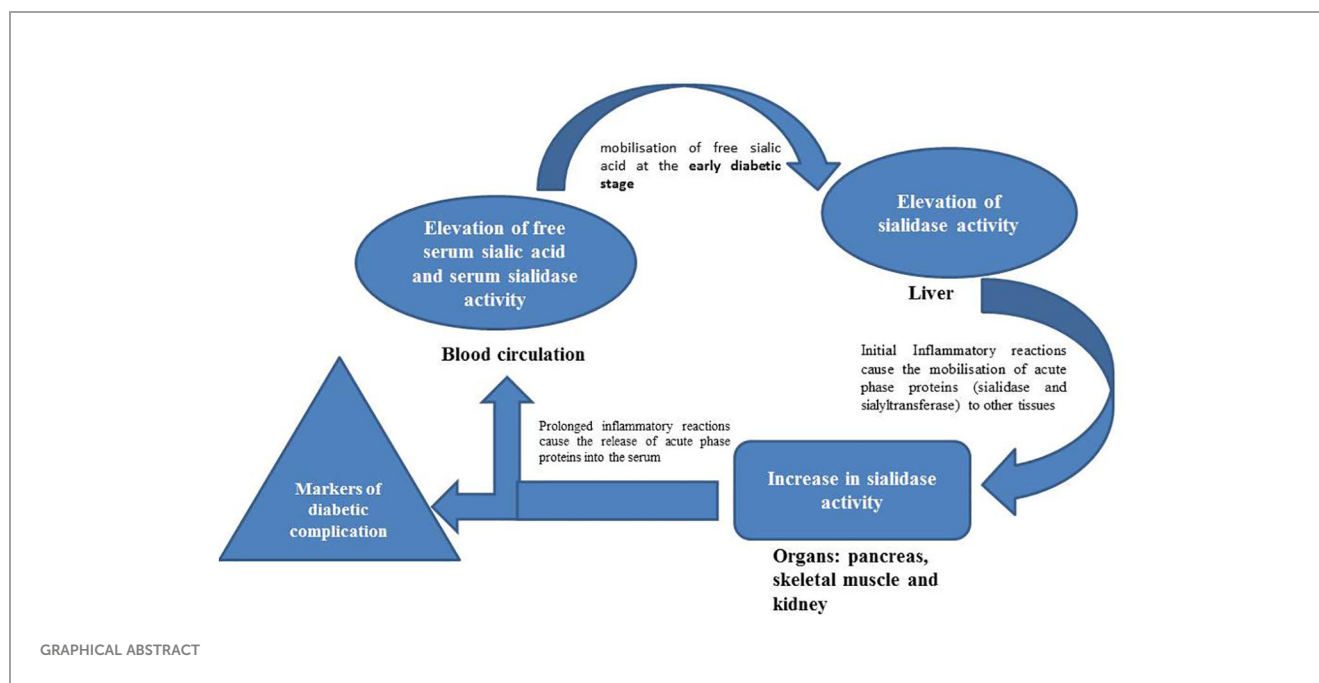 mobilisation of free sialic
acid at the early diabetic
stage
Elevation of
sialidase activity
Elevation of free
serum sialic acid
and serum sialidase
activity
Liver
Blood circulation
Initial Inflammatory reactions
cause the mobilisation of acute
phase proteins (sialidase and
sialyltransferase) to other tissues
Prolonged inflammatory reactions
cause the release of acute phase
proteins into the serum
Increase in sialidase
activity
Markers of
diabetic
complication
Organs: pancreas,
skeletal muscle and
kidney
GRAPHICAL ABSTRACT